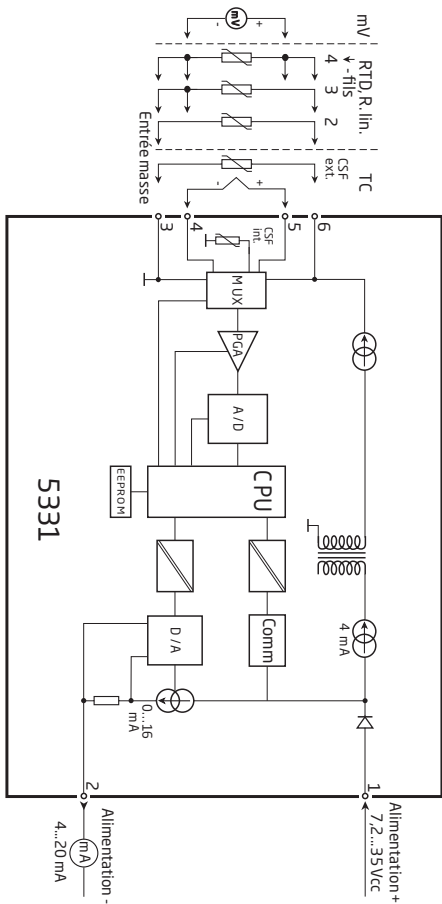 mV
mV
-
+
RTD, R. lin.
- fils
4
3
2
TC
CSF
ext.
Entrée masse
-
+
3
4
5
6
CSF
int.
MUX
PGA
A/D
CPU
EEPROM
5331
D/A
Comm
4 mA
0...16
mA
1
2
Alimentation +
7,2...35 Vcc
Alimentation -
mA
4...20 mA